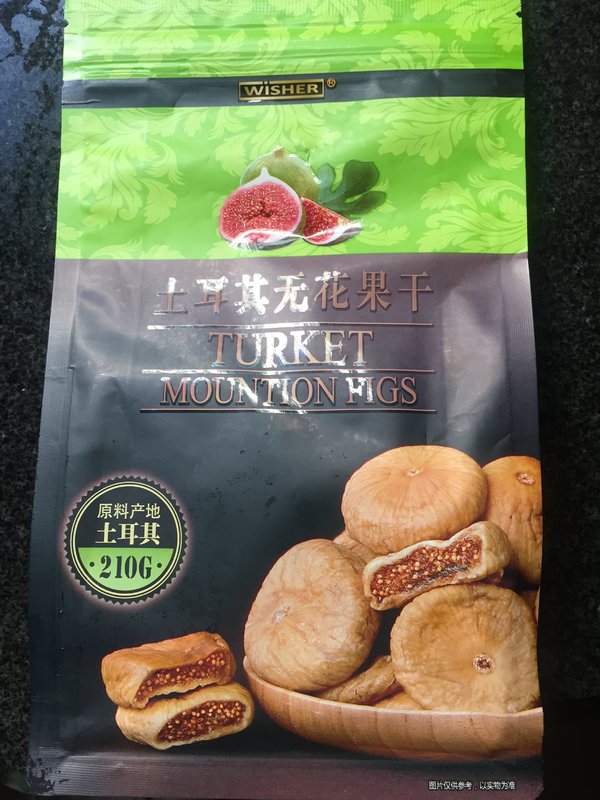 WISHER®
土耳其无花果干
TURKET
MOUNTION FIGS
原料产地
土耳其
·210G·
图片仅供参考，以实物为准